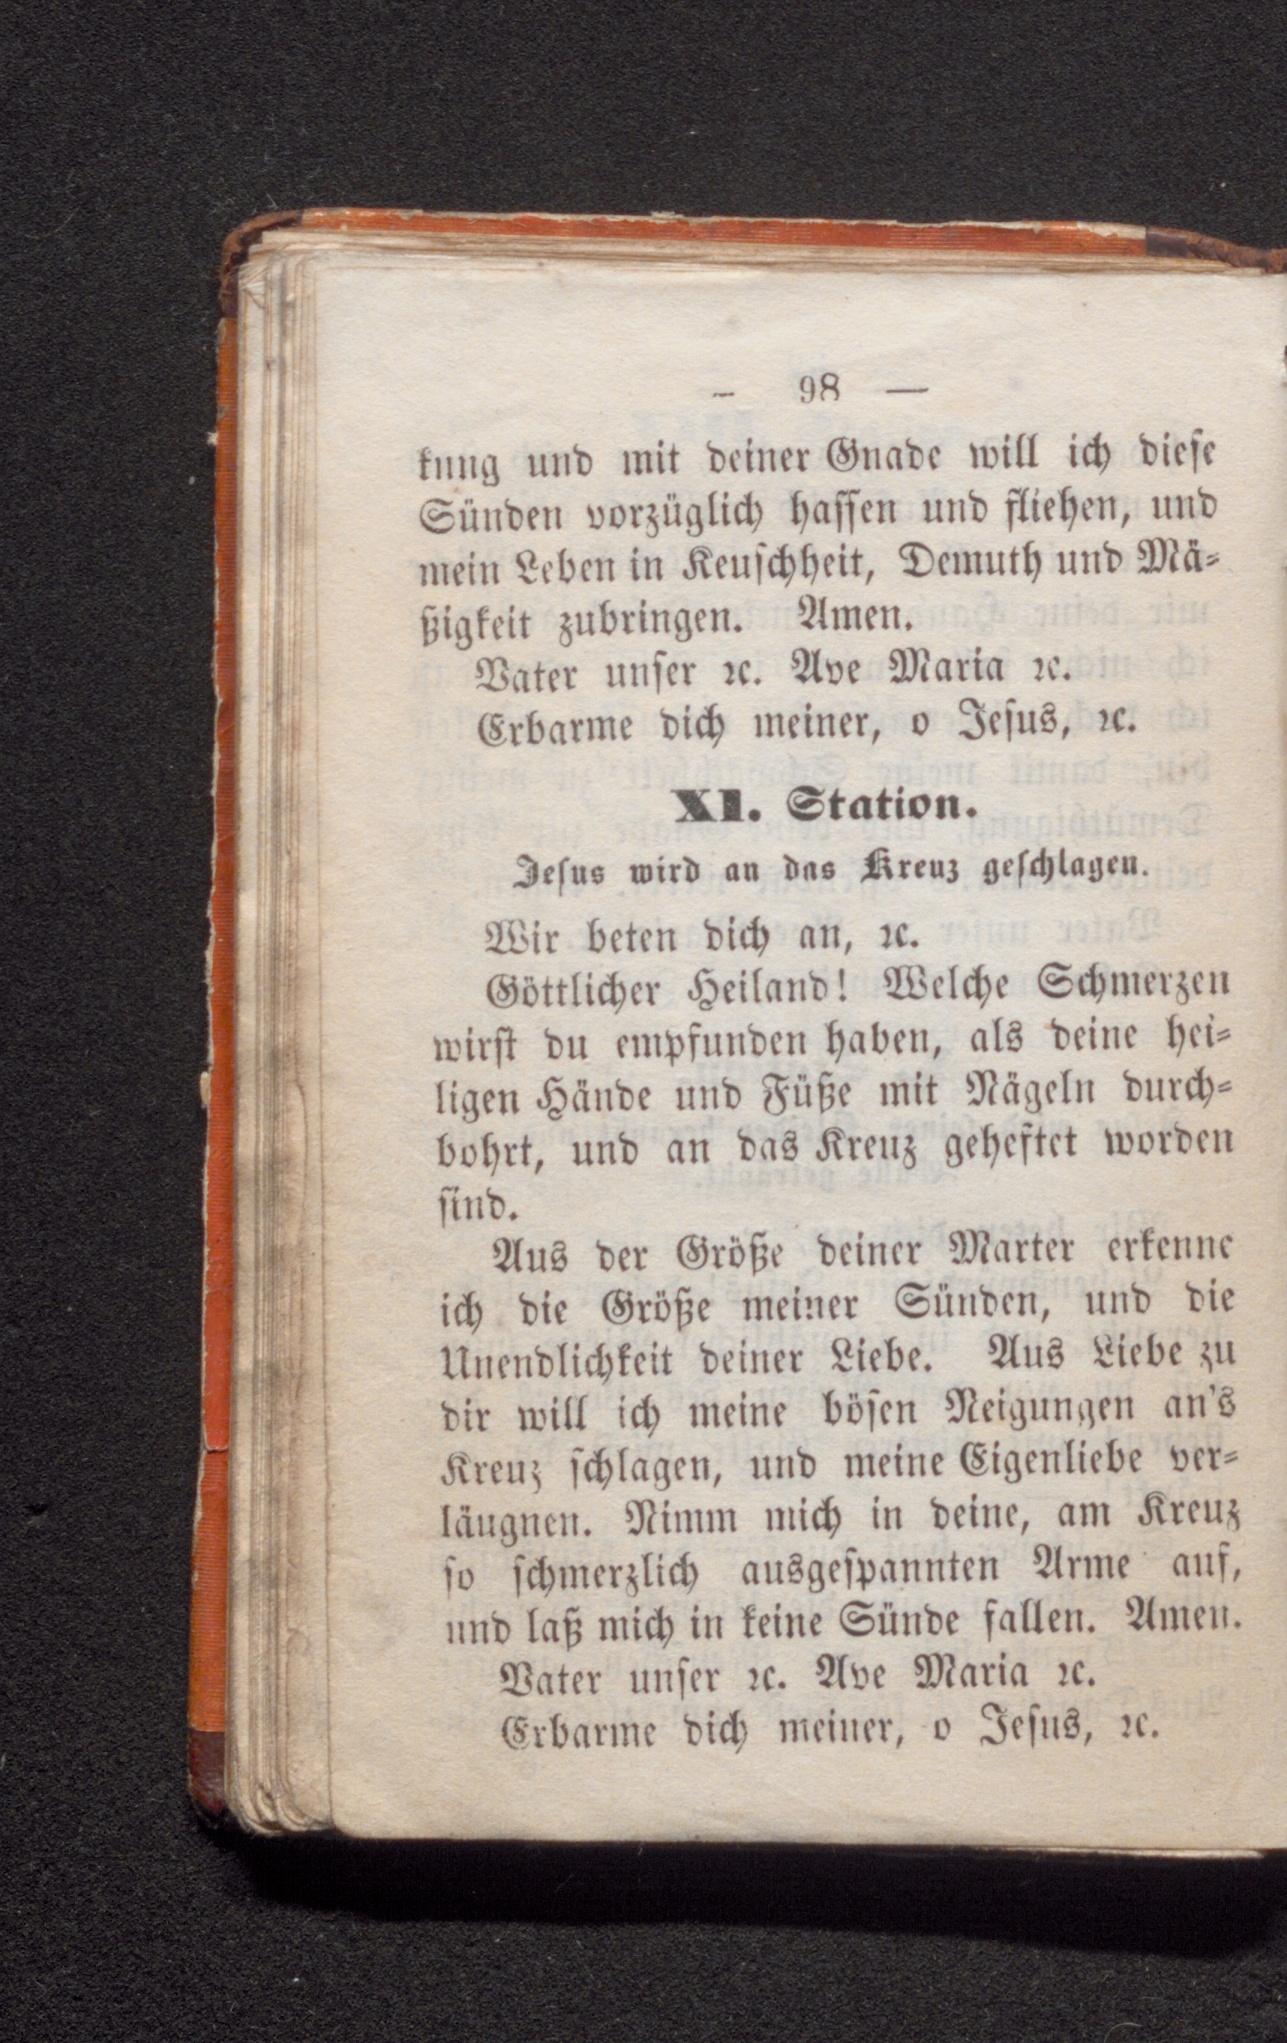 — 98 —
kung und mit deiner Gnade will ich dieſe
Sünden vorzüglich haſſen und fliehen, und
mein Leben in Keuſchheit, Demuth und Mä-
ßigkeit zubringen. Amen.
Vater unſer ꝛc. Ave Maria ꝛc.
Erbarme dich meiner, o Jeſus, ꝛc.
XI. Station.
Jeſus wird an das Kreuz geſchlagen.
Wir beten dich an, ꝛc.
Göttlicher Heiland! Welche Schmerzen
wirſt du empfunden haben, als deine hei-
ligen Hände und Füße mit Nägeln durch-
bohrt, und an das Kreuz geheftet worden
ſind.
Aus der Größe deiner Marter erkenne
ich die Größe meiner Sünden, und die
Unendlichkeit deiner Liebe. Aus Liebe zu
dir will ich meine böſen Neigungen an's
Kreuz ſchlagen, und meine Eigenliebe ver-
läugnen. Nimm mich in deine, am Kreuz
ſo ſchmerzlich ausgeſpannten Arme auf,
und laß mich in keine Sünde fallen. Amen.
Vater unſer ꝛc. Ave Maria ꝛc.
Erbarme dich meiner, o Jeſus, ꝛc.